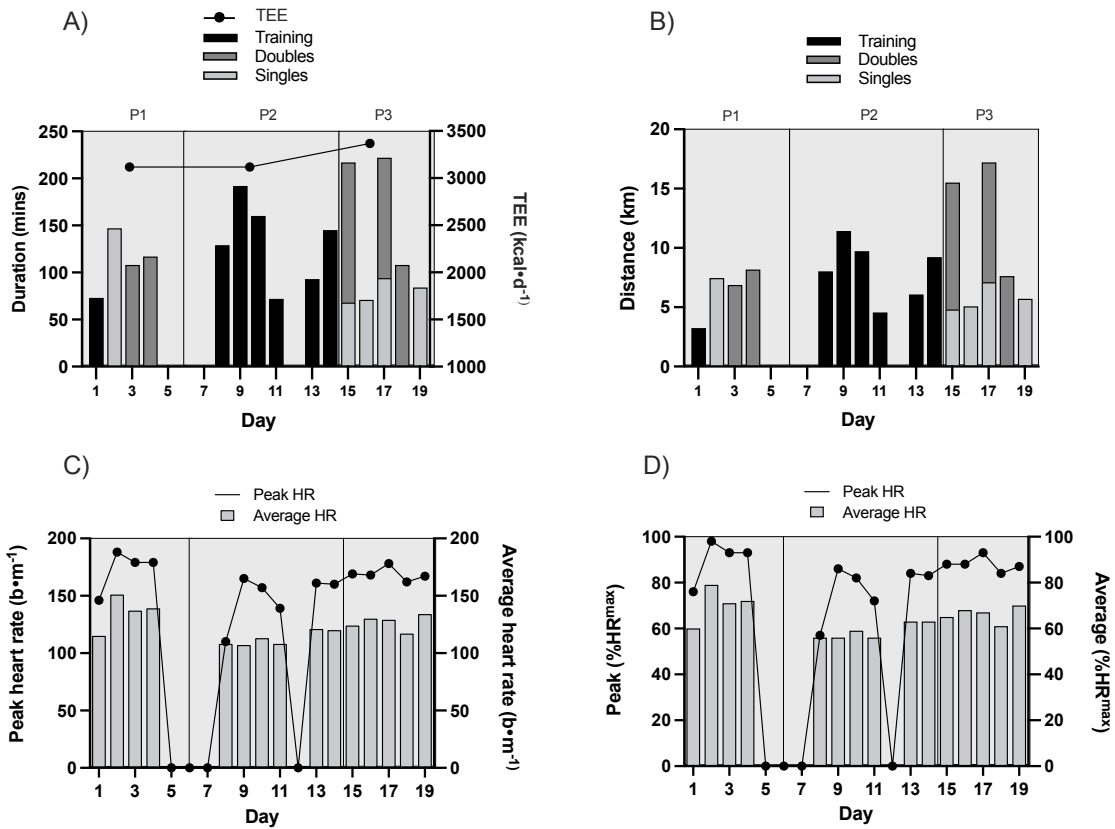 A)
TEE
Training
Doubles
Singles
P1 P2 P3
250
200
150
100
50
0
Duration (mins)
3500
3000
2500
2000
1500
1000
TEE (kcal•d⁻¹)
1 3 5 7 9 11 13 15 17 19
Day
B)
Training
Doubles
Singles
P1 P2 P3
20
15
10
5
0
Distance (km)
1 3 5 7 9 11 13 15 17 19
Day
C)
Peak HR
Average HR
200
150
100
50
0
Peak heart rate (b•m⁻¹)
200
150
100
50
0
Average heart rate (b•m⁻¹)
1 3 5 7 9 11 13 15 17 19
Day
D)
Peak HR
Average HR
100
80
60
40
20
0
Peak (%HRmax)
100
80
60
40
20
0
Average (%HRmax)
1 3 5 7 9 11 13 15 17 19
Day